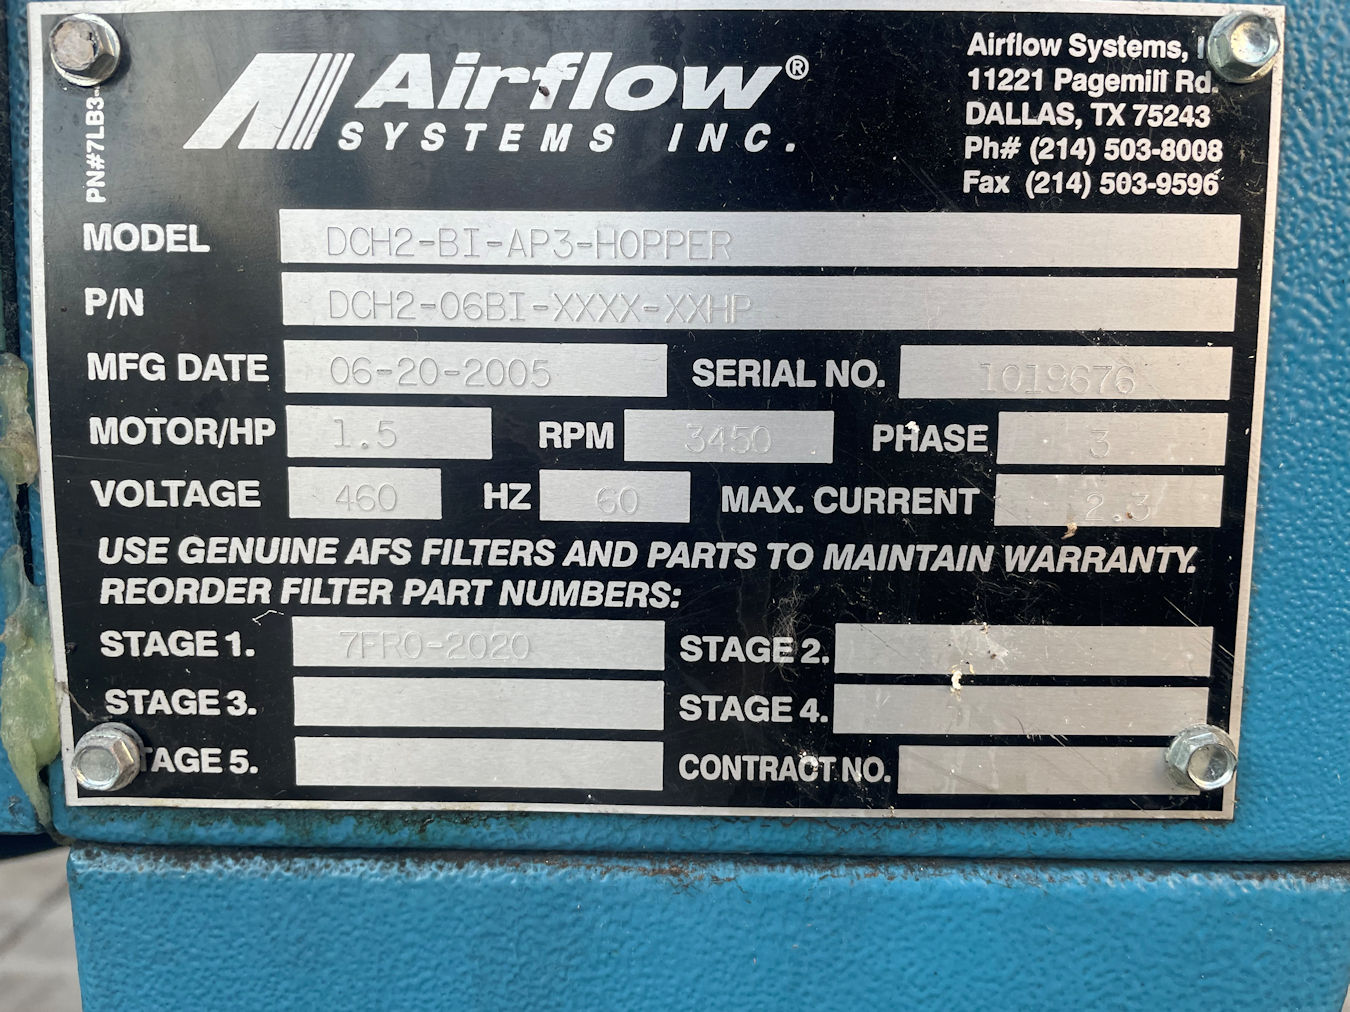 Airflow®
SYSTEMS INC.
Airflow Systems,
11221 Pagemill Rd.
DALLAS, TX 75243
Ph# (214) 503-8008
Fax (214) 503-9596
PN#7LB3-
MODEL DCH2-BI-AP3-HOPPER
P/N DCH2-06BI-XXXX-XXHP
MFG DATE 06-20-2005 SERIAL NO. 1019676
MOTOR/HP 1.5 RPM 3450 PHASE 3
VOLTAGE 460 HZ 60 MAX. CURRENT 2.3
USE GENUINE AFS FILTERS AND PARTS TO MAINTAIN WARRANTY.
REORDER FILTER PART NUMBERS:
STAGE 1. 7FR0-2020 STAGE 2.
STAGE 3. STAGE 4.
STAGE 5. CONTRACT NO.